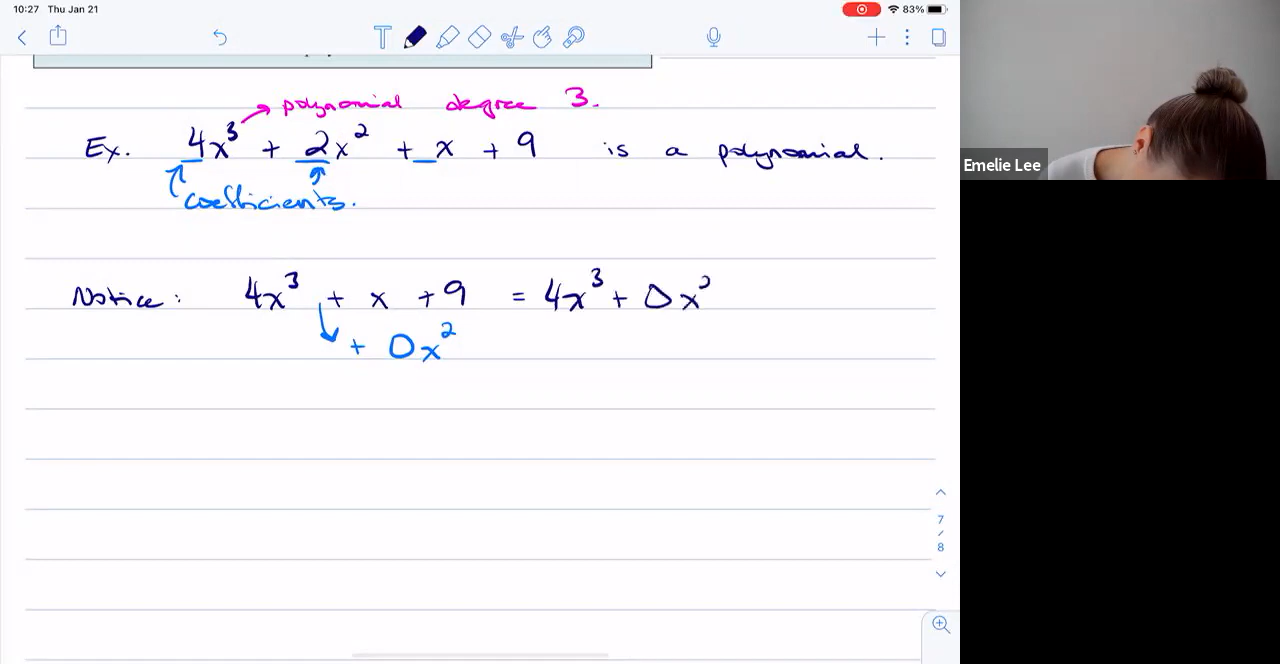 10:27 Thu Jan 21
83%
polynomial degree 3.
Ex. 4x³ + 2x² + _x + 9 is a polynomial.
coefficients.
Emelie Lee
Notice: 4x³ + x + 9 = 4x³ + 0x²
+ 0x²
7
/
8